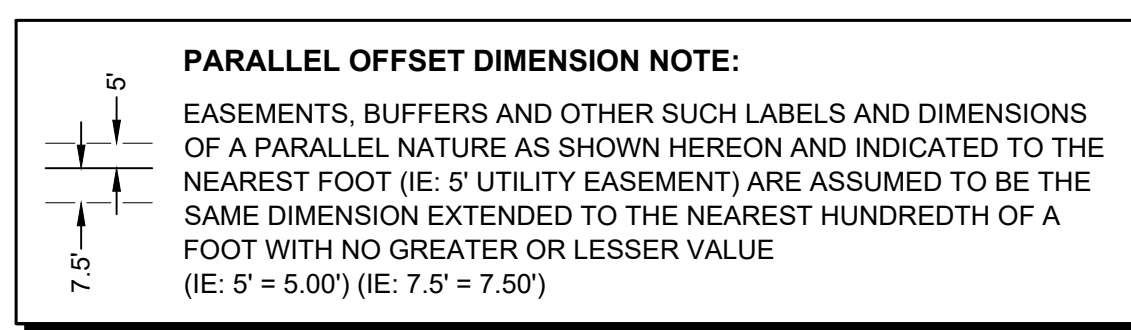 5'
7.5'
PARALLEL OFFSET DIMENSION NOTE:
EASEMENTS, BUFFERS AND OTHER SUCH LABELS AND DIMENSIONS
OF A PARALLEL NATURE AS SHOWN HEREON AND INDICATED TO THE
NEAREST FOOT (IE: 5' UTILITY EASEMENT) ARE ASSUMED TO BE THE
SAME DIMENSION EXTENDED TO THE NEAREST HUNDREDTH OF A
FOOT WITH NO GREATER OR LESSER VALUE
(IE: 5' = 5.00') (IE: 7.5' = 7.50')